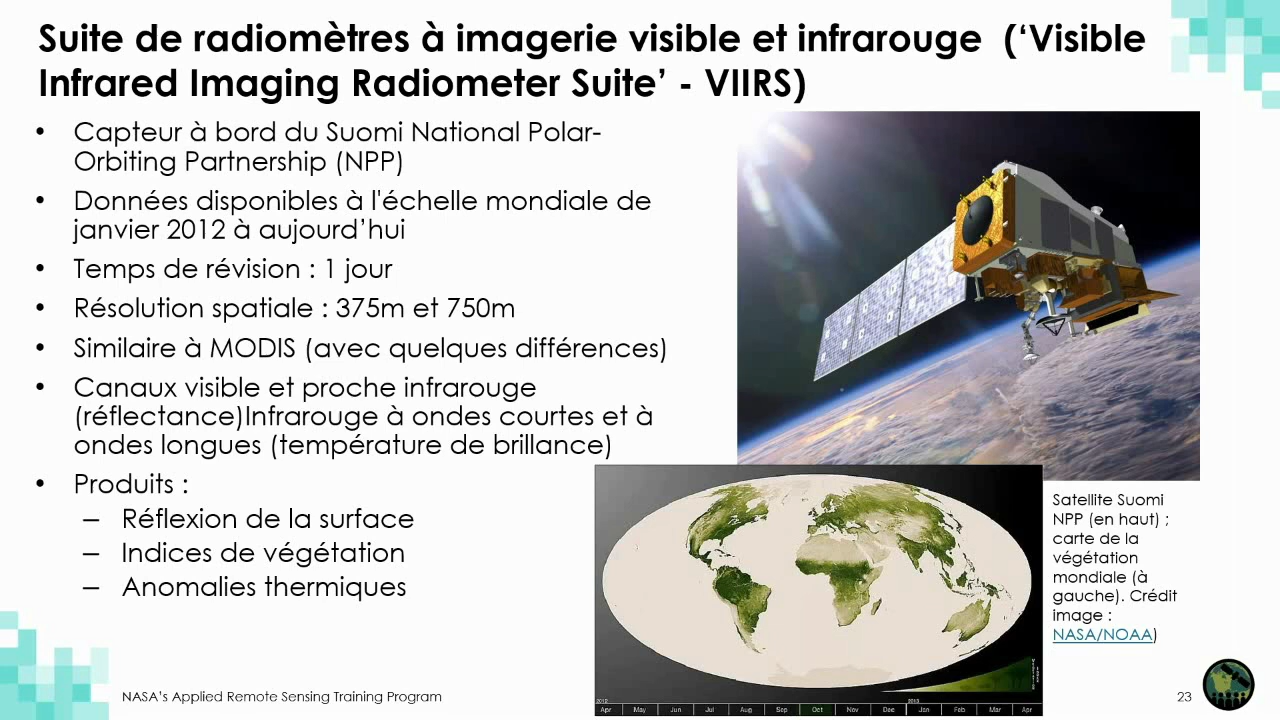 Suite de radiomètres à imagerie visible et infrarouge  (‘Visible
Infrared Imaging Radiometer Suite’ - VIIRS)
• Capteur à bord du Suomi National Polar-
Orbiting Partnership (NPP)
• Données disponibles à l'échelle mondiale de
janvier 2012 à aujourd’hui
• Temps de révision : 1 jour
• Résolution spatiale : 375m et 750m
• Similaire à MODIS (avec quelques différences)
• Canaux visible et proche infrarouge
(réflectance)Infrarouge à ondes courtes et à
ondes longues (température de brillance)
• Produits :
– Réflexion de la surface
– Indices de végétation
– Anomalies thermiques
Satellite Suomi
NPP (en haut) ;
carte de la
végétation
mondiale (à
gauche). Crédit
image :
NASA/NOAA)
2012 2013
Apr May Jun Jul Aug Sep Oct Nov Dec Jan Feb Mar Apr
NASA’s Applied Remote Sensing Training Program
23